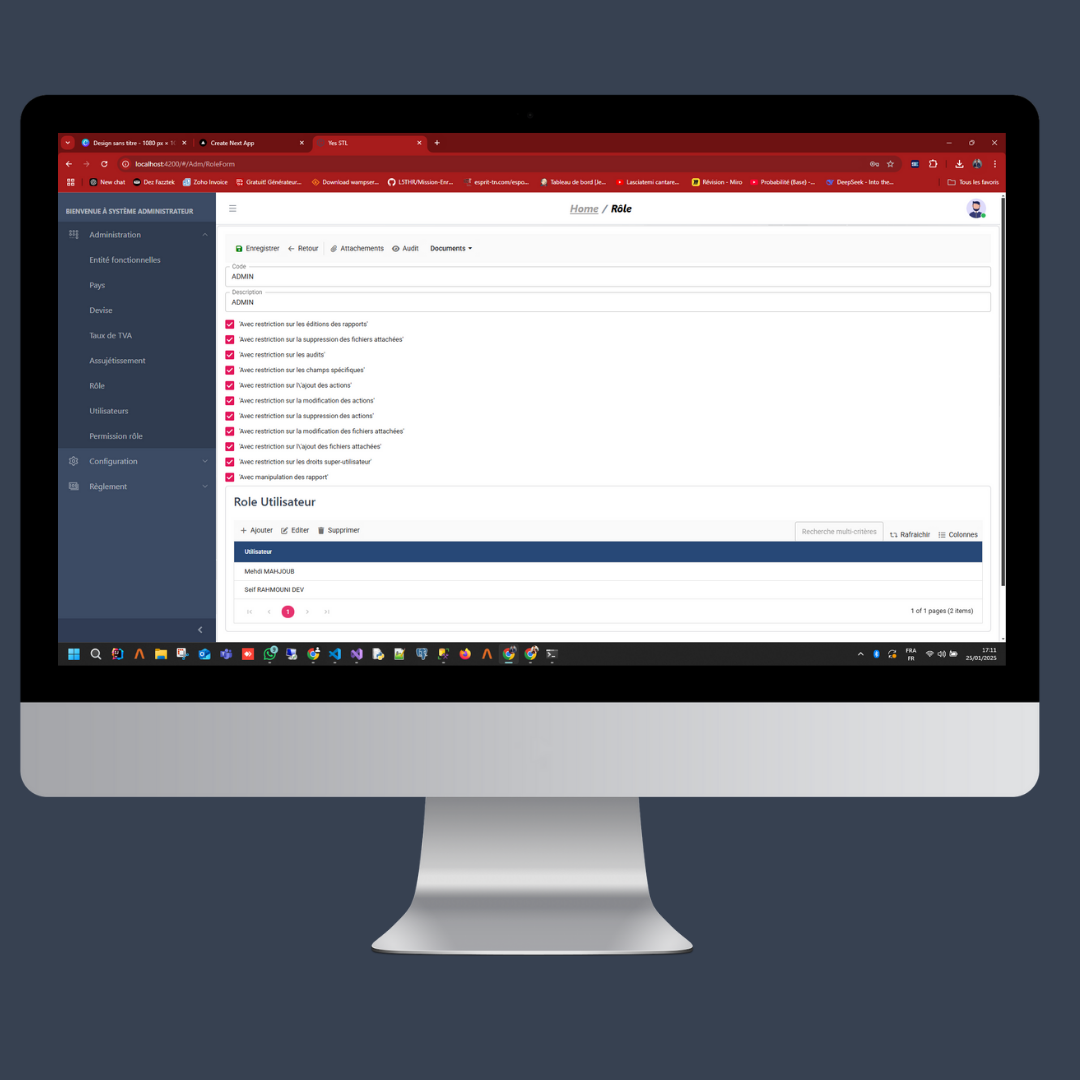 Design sans titre - 1080 px × 1
Create Next App
Yes STL
localhost:4200/#/Adm/RoleForm
New chat
Dez Fazztek
Zoho Invoice
Gratuit! Générateur...
Download wampser...
L1THR/Mission-Enr...
esprit-tn.com/espo...
Tableau de bord (Je...
Lasciatemi cantare...
Révision - Miro
Probabilité (Base) -...
DeepSeek - Into the...
Tous les favoris
BIENVENUE À SYSTÈME ADMINISTRATEUR
Home / Rôle
Administration
Entité fonctionnelles
Pays
Devise
Taux de TVA
Assujétissement
Rôle
Utilisateurs
Permission rôle
Configuration
Règlement
Enregistrer
Retour
Attachements
Audit
Documents
Code
ADMIN
Description
ADMIN
'Avec restriction sur les éditions des rapports'
'Avec restriction sur la suppression des fichiers attachées'
'Avec restriction sur les audits'
'Avec restriction sur les champs spécifiques'
'Avec restriction sur l\'ajout des actions'
'Avec restriction sur la modification des actions'
'Avec restriction sur la suppression des actions'
'Avec restriction sur la modification des fichiers attachées'
'Avec restriction sur l\'ajout des fichiers attachées'
'Avec restriction sur les droits super-utilisateur'
'Avec manipulation des rapport'
Role Utilisateur
Ajouter
Editer
Supprimer
Recherche multi-critères
Rafraichir
Colonnes
Utilisateur
Mehdi MAHJOUB
Seif RAHMOUNI DEV
1
1 of 1 pages (2 items)
FRA
FR
17:11
25/01/2025